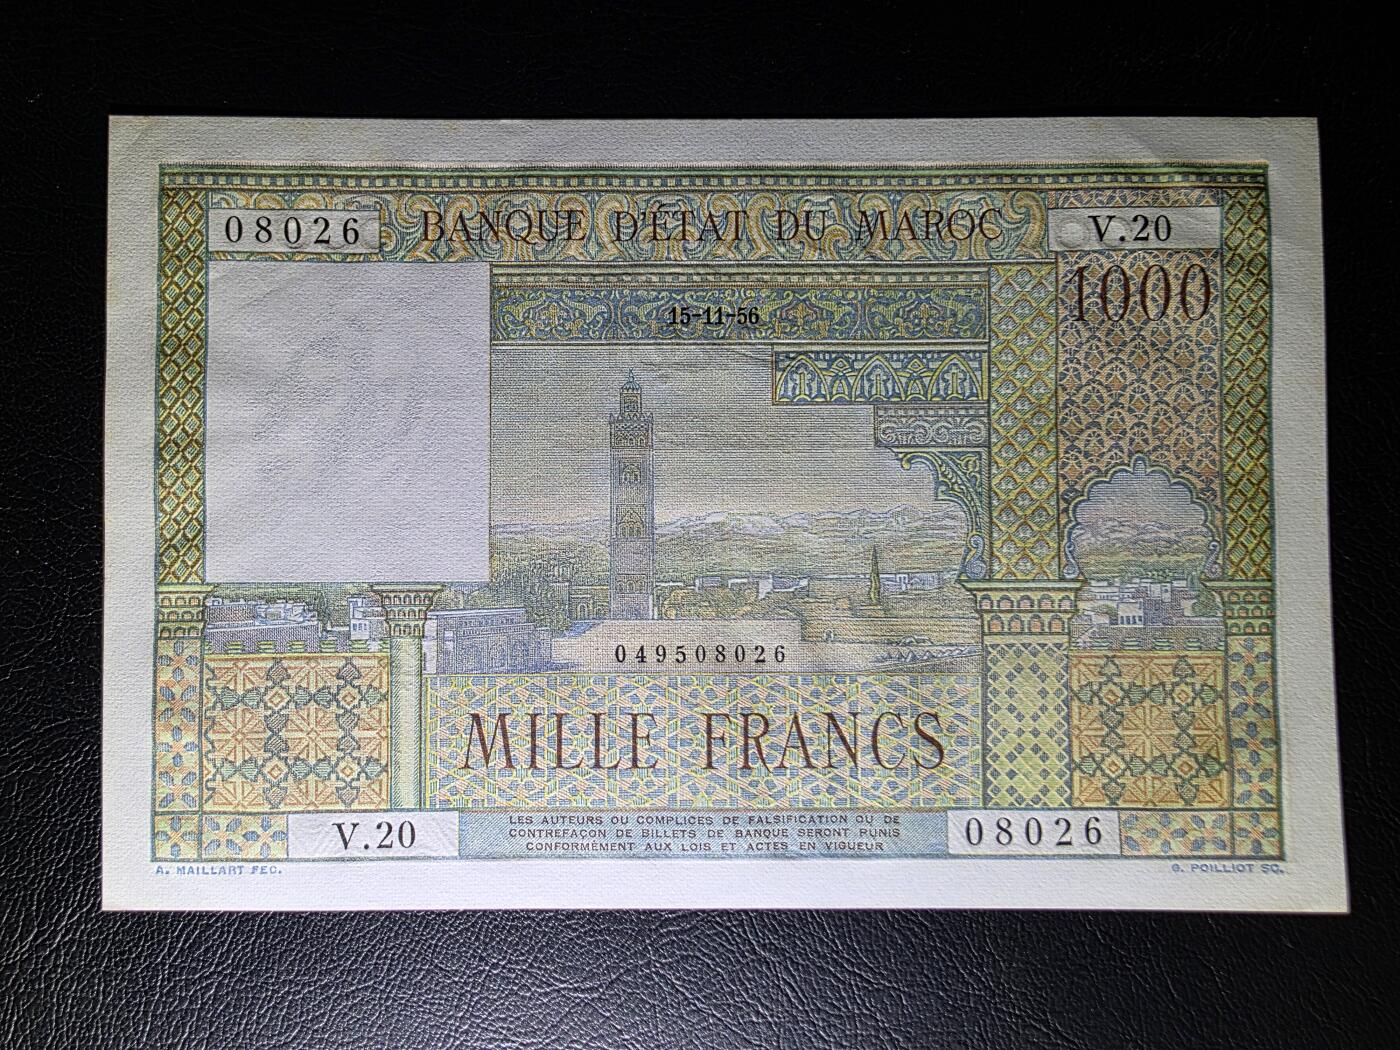 08026 BANQUE D'ÉTAT DU MAROC V.20
1000
15-11-56
049508026
MILLE FRANCS
V.20
LES AUTEURS OU COMPLICES DE FALSIFICATION OU DE
CONTREFAÇON DE BILLETS DE BANQUE SERONT PUNIS
CONFORMÉMENT AUX LOIS ET ACTES EN VIGUEUR
08026
A. MAILLART FEC.
G. POILLIOT SC.